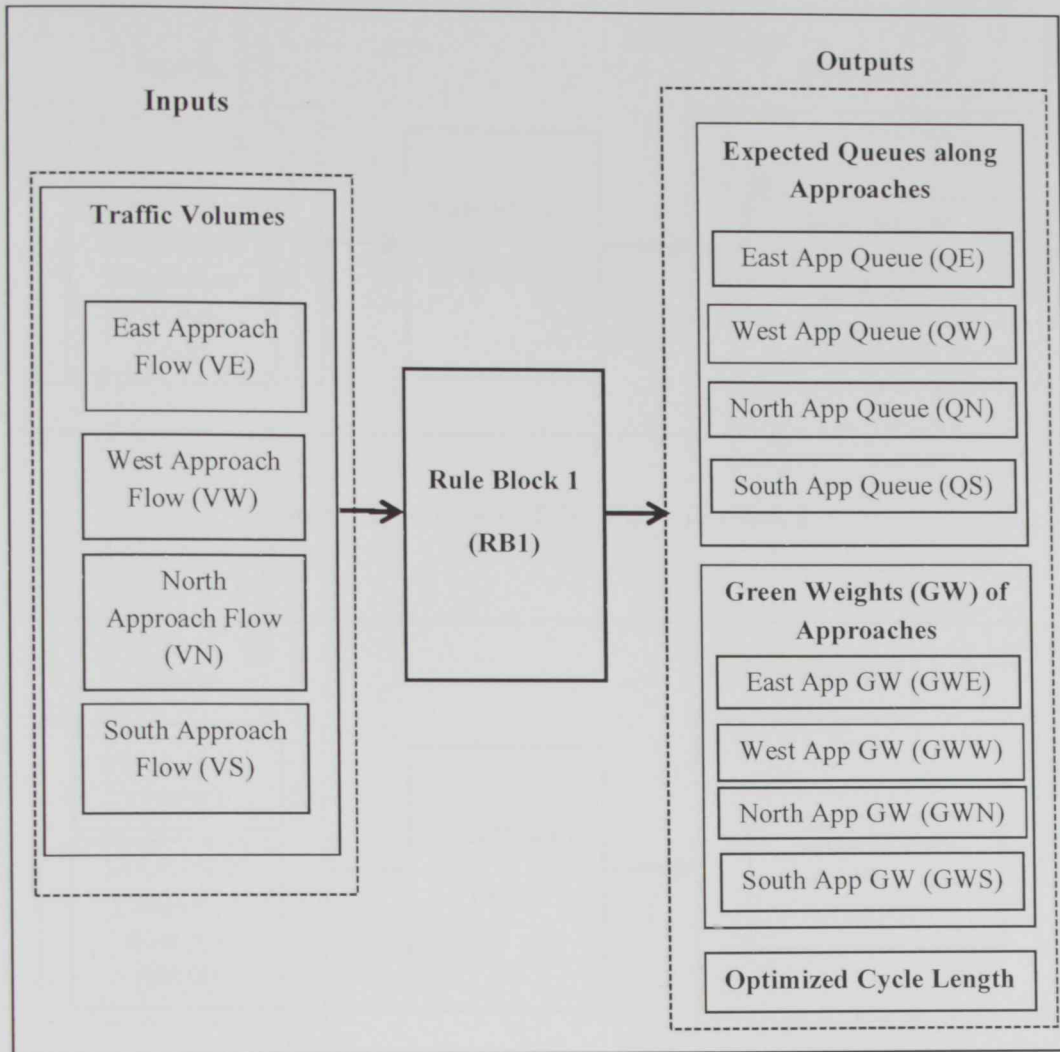 Inputs
Traffic Volumes
East Approach
Flow (VE)
West Approach
Flow (VW)
North
Approach Flow
(VN)
South Approach
Flow (VS)
Rule Block 1
(RB1)
Outputs
Expected Queues along
Approaches
East App Queue (QE)
West App Queue (QW)
North App Queue (QN)
South App Queue (QS)
Green Weights (GW) of
Approaches
East App GW (GWE)
West App GW (GWW)
North App GW (GWN)
South App GW (GWS)
Optimized Cycle Length